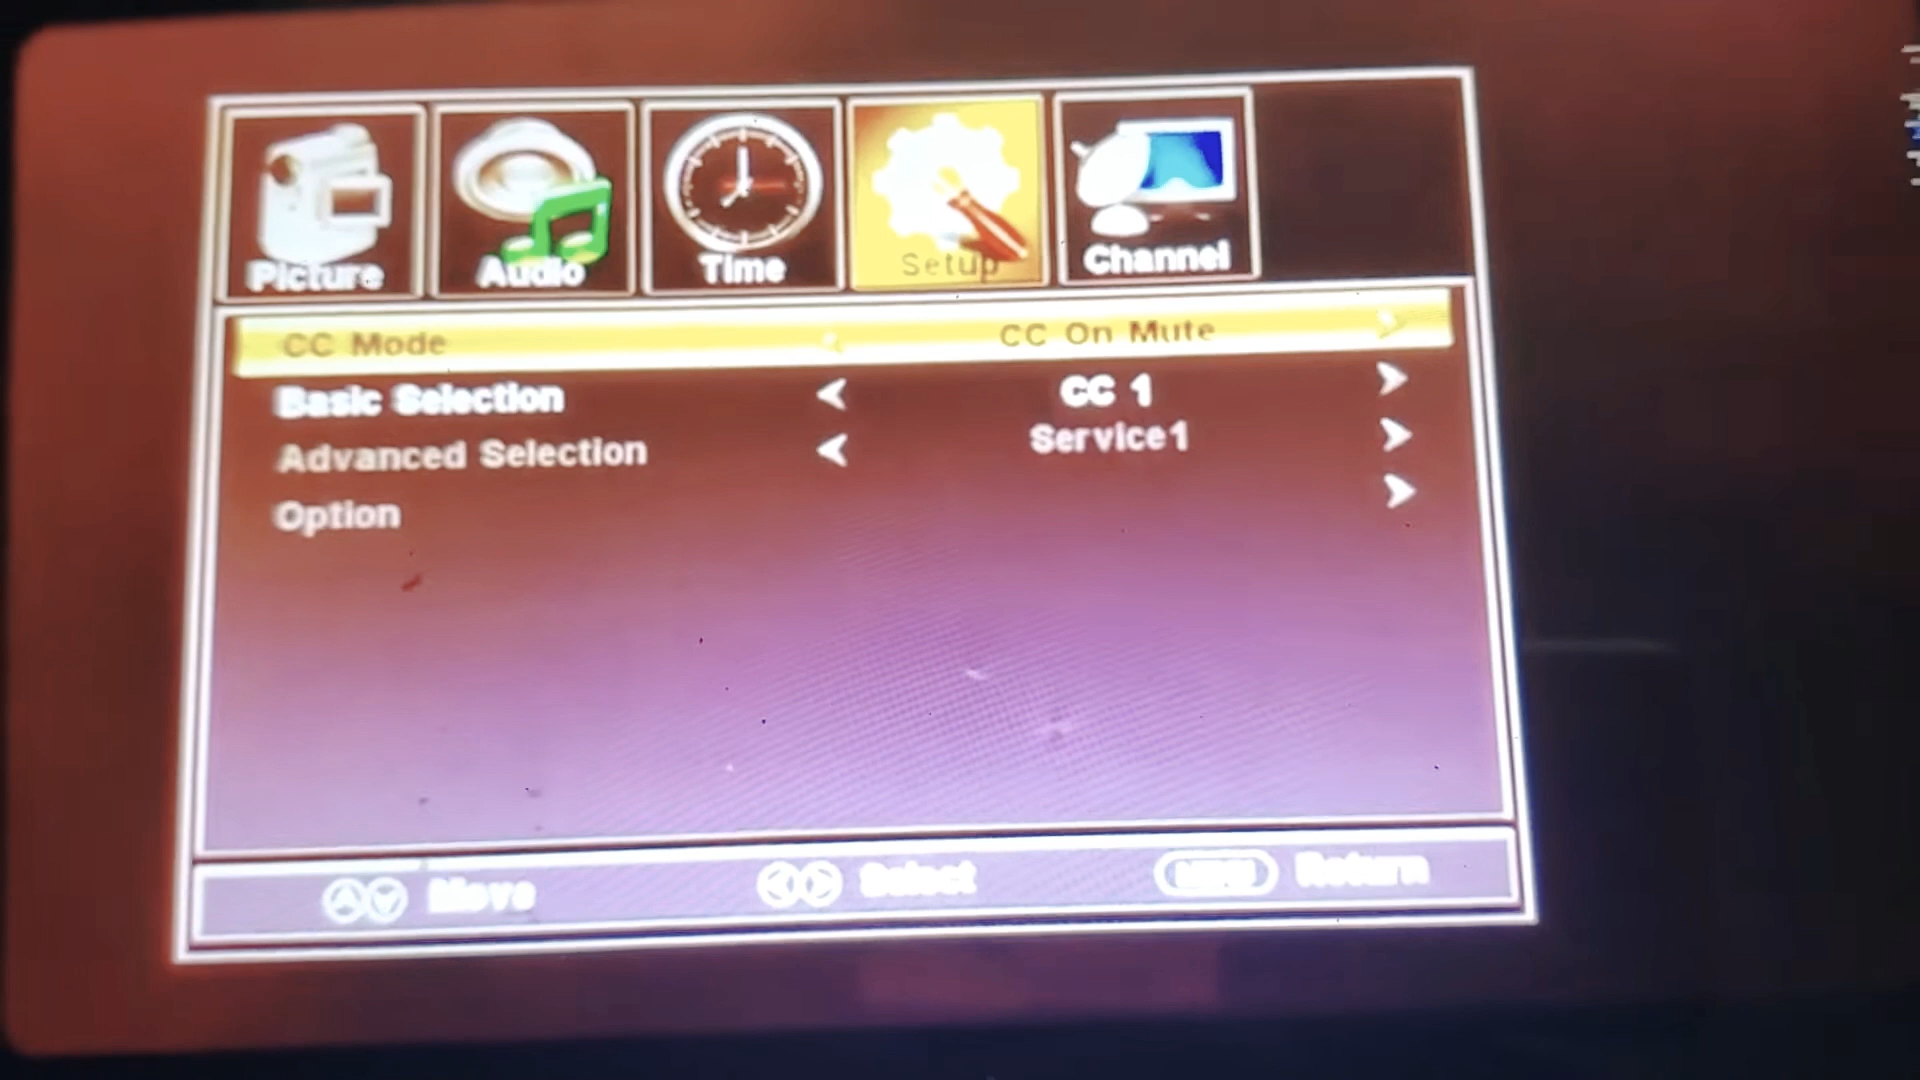 Picture Audio Time Setup Channel
CC Mode CC On Mute
Basic Selection CC 1
Advanced Selection Service1
Option
Move Select MENU Return